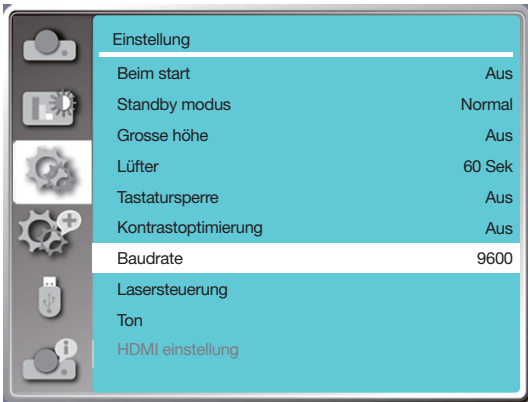 Einstellung
Beim start Aus
Standby modus Normal
Grosse höhe Aus
Lüfter 60 Sek
Tastatursperre Aus
Kontrastoptimierung Aus
Baudrate 9600
Lasersteuerung
Ton
HDMI einstellung